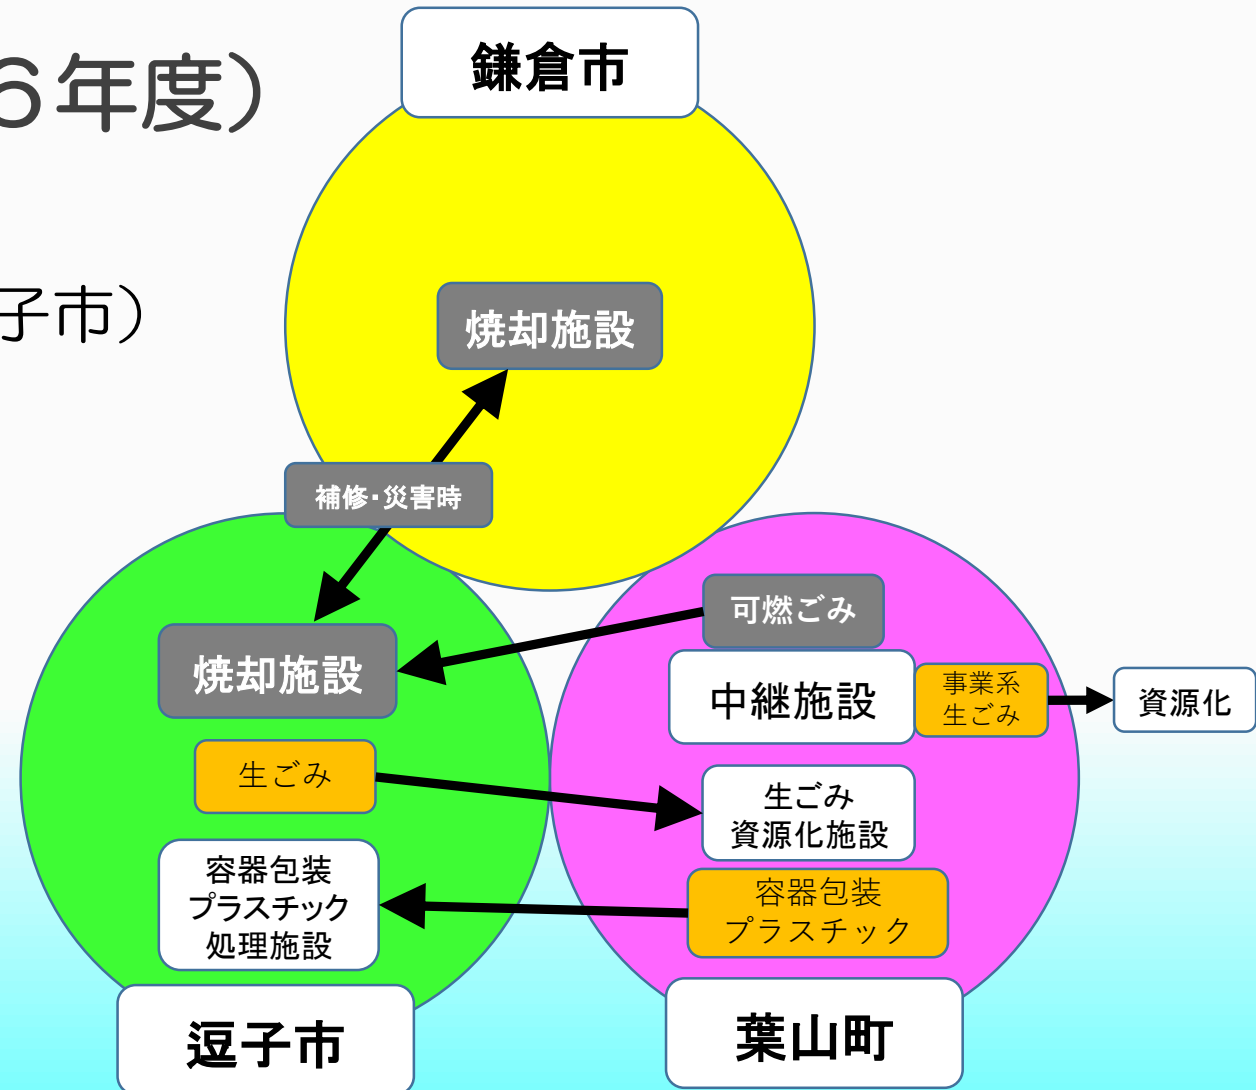 ６年度）
子市）
鎌倉市
焼却施設
補修・災害時
焼却施設
生ごみ
容器包装
プラスチック
処理施設
逗子市
可燃ごみ
中継施設
事業系
生ごみ
資源化
生ごみ
資源化施設
容器包装
プラスチック
葉山町